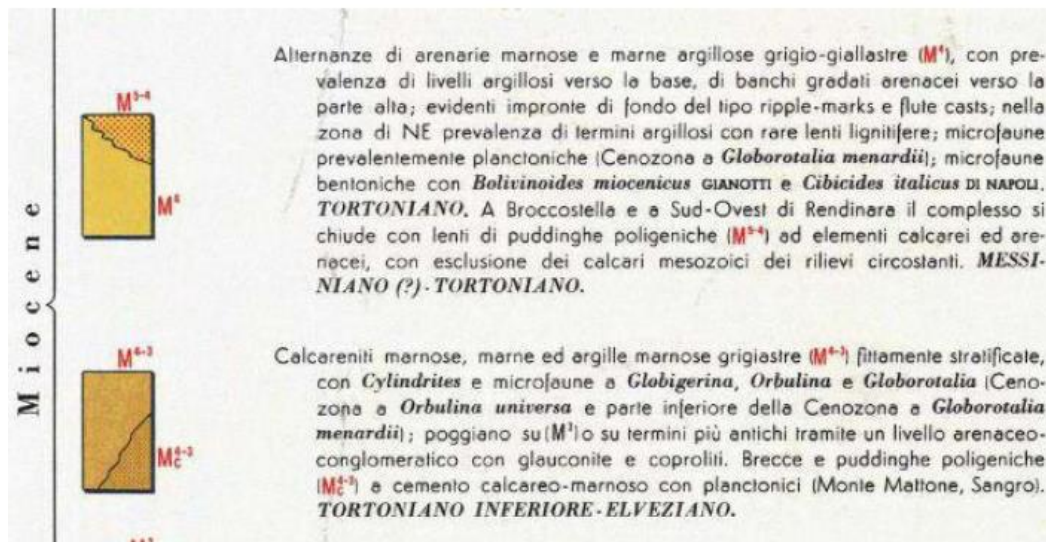 Miocene
M⁵⁻⁴
M⁴
Alternanze di arenarie marnose e marne argillose grigio-giallastre (M⁴), con pre-
valenza di livelli argillosi verso la base, di banchi gradati arenacei verso la
parte alta; evidenti impronte di fondo del tipo ripple-marks e flute casts; nella
zona di NE prevalenza di termini argillosi con rare lenti lignitifere; microfaune
prevalentemente planctoniche (Cenozona a Globorotalia menardii); microfaune
bentoniche con Bolivinoides miocenicus GIANOTTI e Cibicides italicus DI NAPOLI.
TORTONIANO. A Broccostella e a Sud-Ovest di Rendinara il complesso si
chiude con lenti di puddinghe poligeniche (M⁵⁻⁴) ad elementi calcarei ed are-
nacei, con esclusione dei calcari mesozoici dei rilievi circostanti. MESSI-
NIANO (?) - TORTONIANO.
M⁴⁻³
Mc⁴⁻³
Calcareniti marnose, marne ed argille marnose grigiastre (M⁴⁻³) fittamente stratificate,
con Cylindrites e microfaune a Globigerina, Orbulina e Globorotalia (Ceno-
zona a Orbulina universa e parte inferiore della Cenozona a Globorotalia
menardii); poggiano su (M³) o su termini più antichi tramite un livello arenaceo-
conglomeratico con glauconite e coproliti. Brecce e puddinghe poligeniche
(Mc⁴⁻³) a cemento calcareo-marnoso con planctonici (Monte Mattone, Sangro).
TORTONIANO INFERIORE - ELVEZIANO.